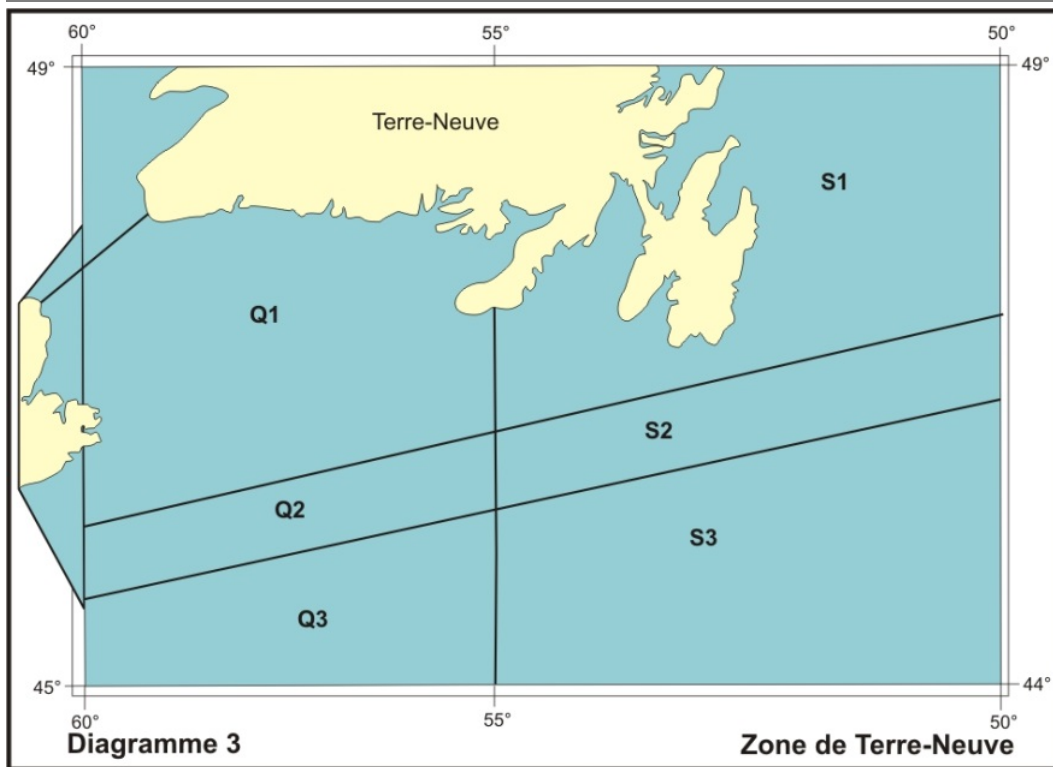 60° 55° 50°
49° 49°
Terre-Neuve
S1
Q1
S2
Q2
S3
Q3
45° 44°
60° 55° 50°
Diagramme 3 Zone de Terre-Neuve